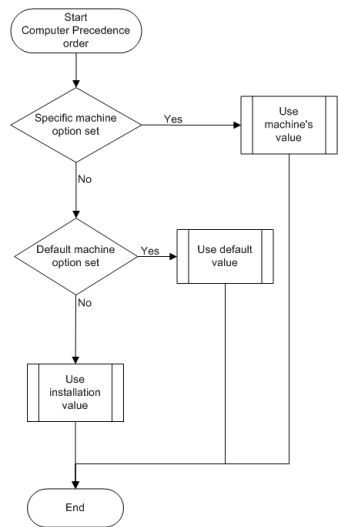 Start
Computer Precedence
order
Specific machine
option set
Yes
Use
machine's
value
No
Default machine
option set
Yes
Use default
value
No
Use
installation
value
End